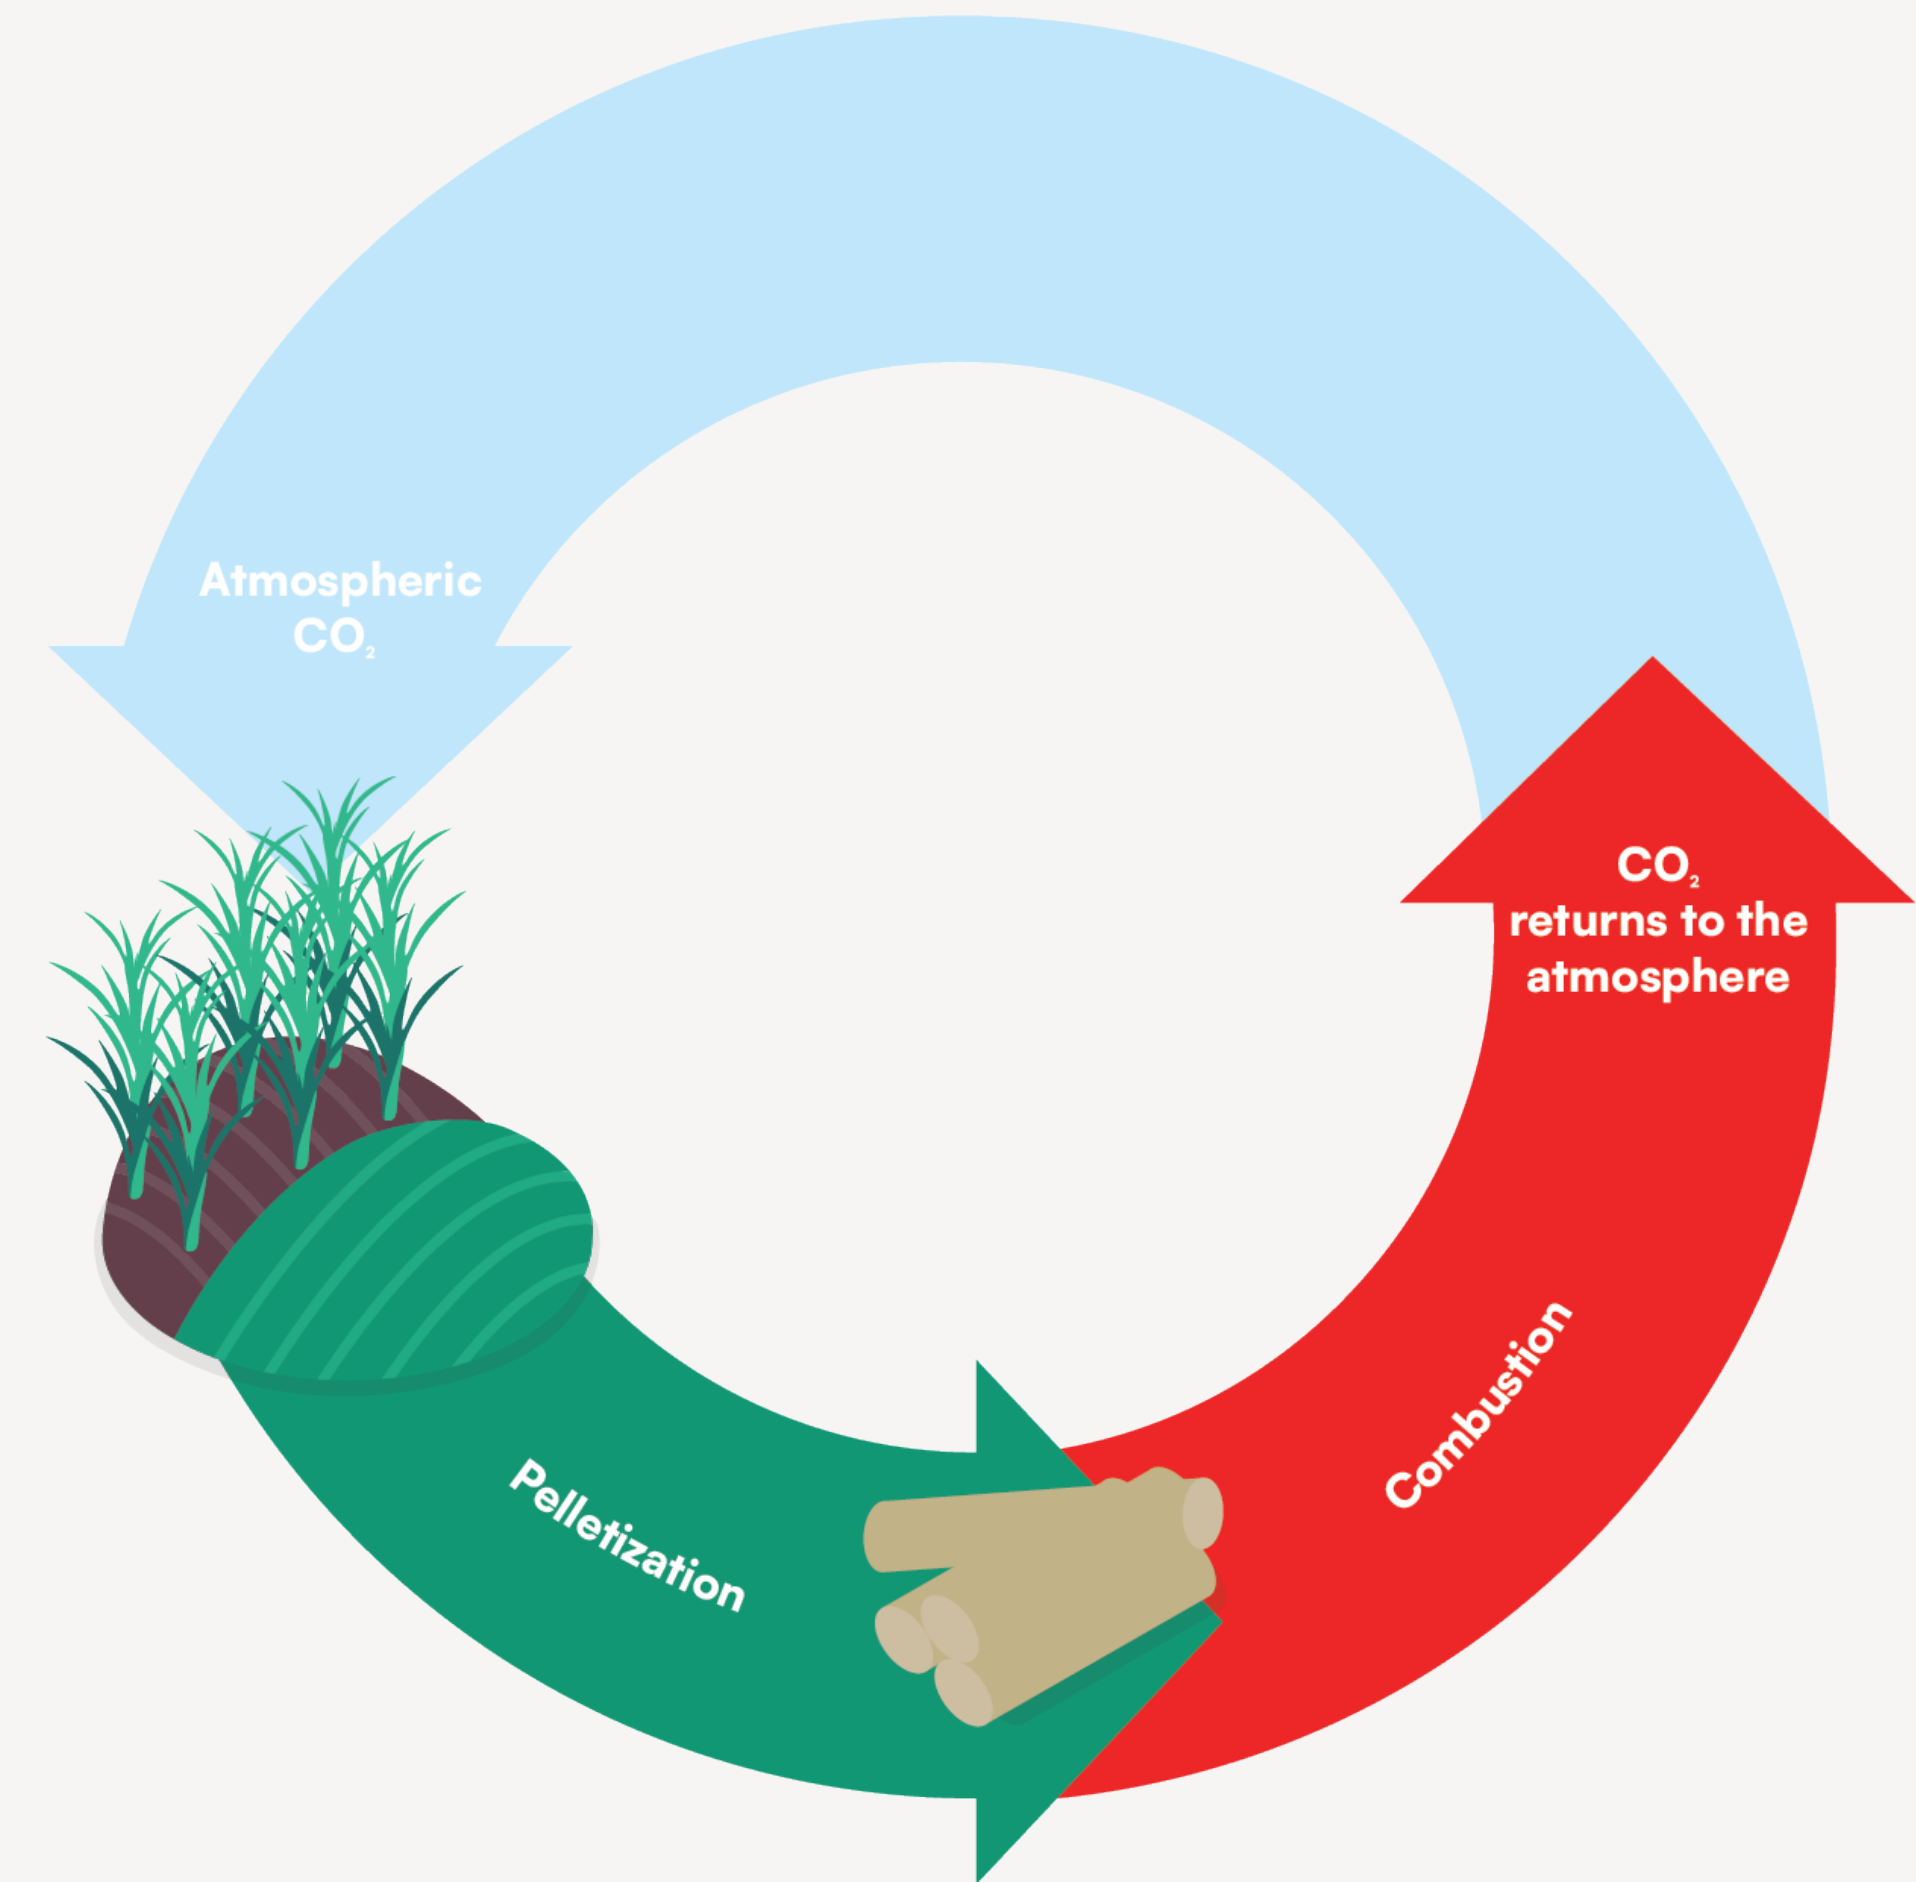 Atmospheric
CO₂
CO₂
returns to the
atmosphere
Combustion
Pelletization